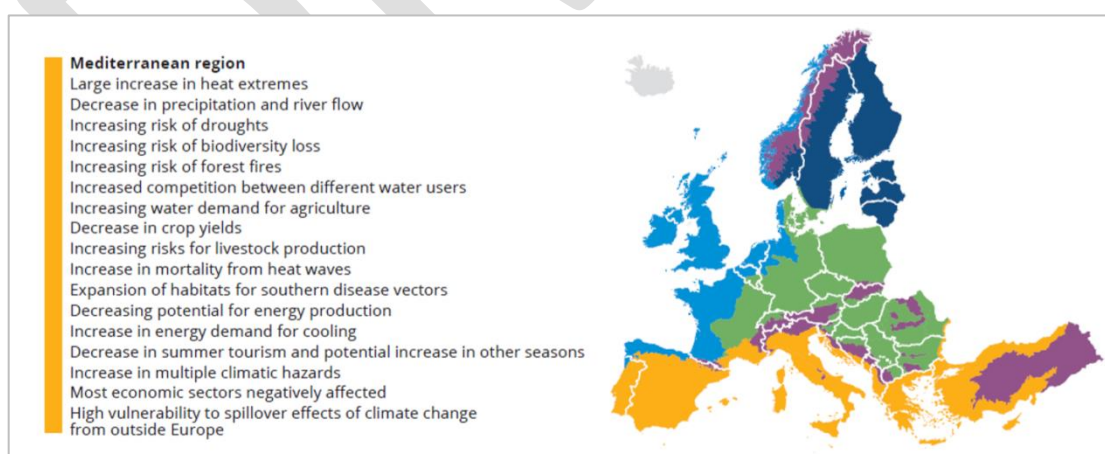 Mediterranean region
Large increase in heat extremes
Decrease in precipitation and river flow
Increasing risk of droughts
Increasing risk of biodiversity loss
Increasing risk of forest fires
Increased competition between different water users
Increasing water demand for agriculture
Decrease in crop yields
Increasing risks for livestock production
Increase in mortality from heat waves
Expansion of habitats for southern disease vectors
Decreasing potential for energy production
Increase in energy demand for cooling
Decrease in summer tourism and potential increase in other seasons
Increase in multiple climatic hazards
Most economic sectors negatively affected
High vulnerability to spillover effects of climate change
from outside Europe